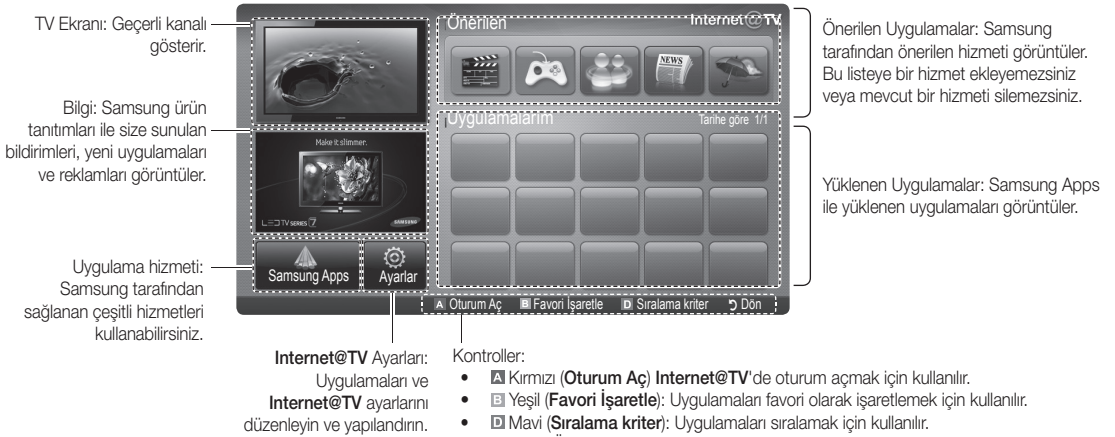 TV Ekranı: Geçerli kanalı
gösterir.
Bilgi: Samsung ürün
tanıtımları ile size sunulan
bildirimleri, yeni uygulamaları
ve reklamları görüntüler.
Uygulama hizmeti:
Samsung tarafından
sağlanan çeşitli hizmetleri
kullanabilirsiniz.
Önerilen
Internet@TV
NEWS
Make it slimmer.
LED TV SERIES 7
SAMSUNG
Uygulamalarım
Tarihe göre 1/1
Samsung Apps
Ayarlar
A Oturum Aç B Favori İşaretle D Sıralama kriter Dön
Önerilen Uygulamalar: Samsung
tarafından önerilen hizmeti görüntüler.
Bu listeye bir hizmet ekleyemezsiniz
veya mevcut bir hizmeti silemezsiniz.
Yüklenen Uygulamalar: Samsung Apps
ile yüklenen uygulamaları görüntüler.
Internet@TV Ayarları:
Uygulamaları ve
Internet@TV ayarlarını
düzenleyin ve yapılandırın.
Kontroller:
• A Kırmızı (Oturum Aç) Internet@TV'de oturum açmak için kullanılır.
• B Yeşil (Favori İşaretle): Uygulamaları favori olarak işaretlemek için kullanılır.
• D Mavi (Sıralama kriter): Uygulamaları sıralamak için kullanılır.